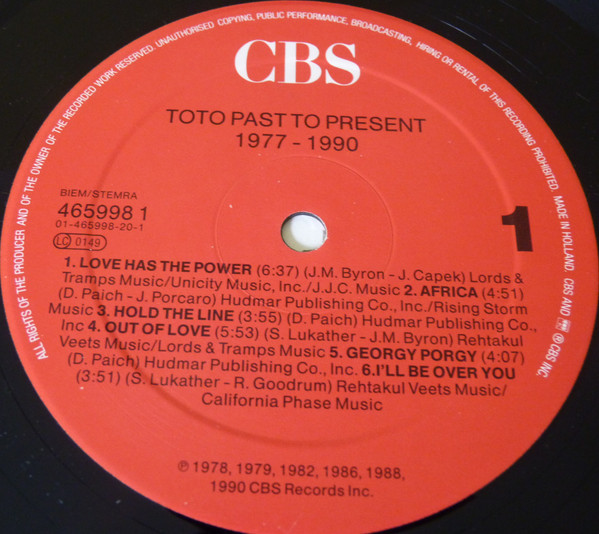 ALL RIGHTS OF THE PRODUCER AND OF THE OWNER OF THE RECORDED WORK RESERVED. UNAUTHORISED COPYING, PUBLIC PERFORMANCE, BROADCASTING, HIRING OR RENTAL OF THIS RECORDING PROHIBITED. MADE IN HOLLAND. CBS AND ℗ CBS INC.
CBS
TOTO PAST TO PRESENT
1977 - 1990
BIEM/STEMRA
465998 1
01-465998-20-1
LC 0149
1
1. LOVE HAS THE POWER (6:37) (J.M. Byron - J. Capek) Lords &
Tramps Music/Unicity Music, Inc./J.J.C. Music 2. AFRICA (4:51)
(D. Paich - J. Porcaro) Hudmar Publishing Co., Inc./Rising Storm
Music 3. HOLD THE LINE (3:55) (D. Paich) Hudmar Publishing Co.,
Inc 4. OUT OF LOVE (5:53) (S. Lukather - J.M. Byron) Rehtakul
Veets Music/Lords & Tramps Music 5. GEORGY PORGY (4:07)
(D. Paich) Hudmar Publishing Co., Inc. 6.I'LL BE OVER YOU
(3:51) (S. Lukather - R. Goodrum) Rehtakul Veets Music/
California Phase Music
℗ 1978, 1979, 1982, 1986, 1988,
1990 CBS Records Inc.